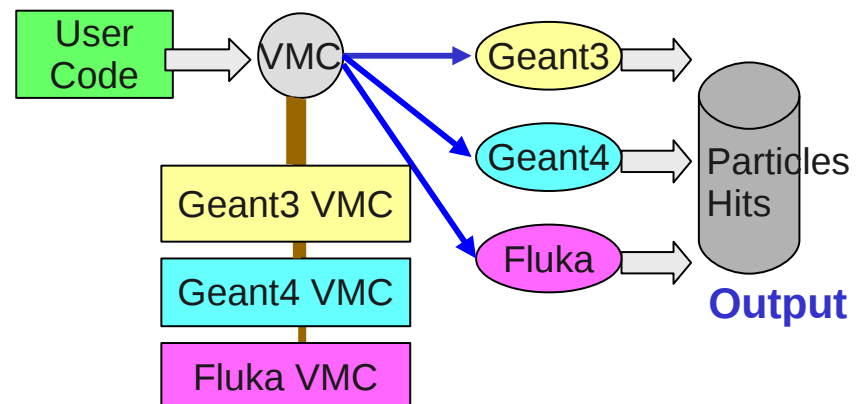 User
Code
VMC
Geant3
Geant4
Particles
Hits
Geant3 VMC
Fluka
Geant4 VMC
Output
Fluka VMC